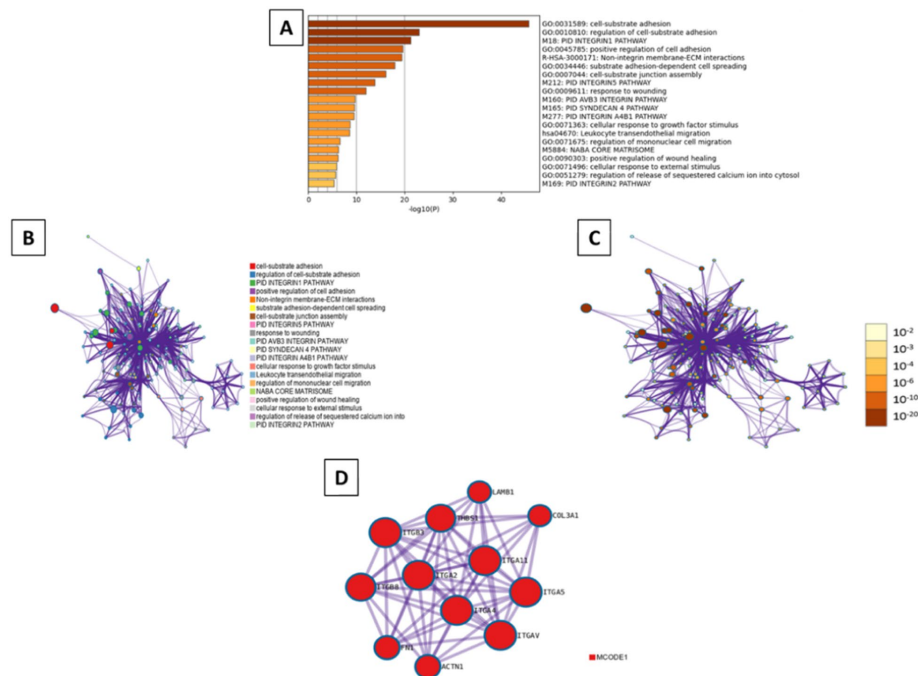 A
GO:0031589: cell-substrate adhesion
GO:0010810: regulation of cell-substrate adhesion
M18: PID INTEGRIN1 PATHWAY
GO:0045785: positive regulation of cell adhesion
R-HSA-3000171: Non-integrin membrane-ECM interactions
GO:0034446: substrate adhesion-dependent cell spreading
GO:0007044: cell-substrate junction assembly
M212: PID INTEGRIN5 PATHWAY
GO:0009611: response to wounding
M160: PID AVB3 INTEGRIN PATHWAY
M165: PID SYNDECAN 4 PATHWAY
M277: PID INTEGRIN A4B1 PATHWAY
GO:0071363: cellular response to growth factor stimulus
hsa04670: Leukocyte transendothelial migration
GO:0071675: regulation of mononuclear cell migration
M5884: NABA CORE MATRISOME
GO:0090303: positive regulation of wound healing
GO:0071496: cellular response to external stimulus
GO:0051279: regulation of release of sequestered calcium ion into cytosol
M169: PID INTEGRIN2 PATHWAY
0 10 20 30 40
-log10(P)
B
cell-substrate adhesion
regulation of cell-substrate adhesion
PID INTEGRIN1 PATHWAY
positive regulation of cell adhesion
Non-integrin membrane-ECM interactions
substrate adhesion-dependent cell spreading
cell-substrate junction assembly
PID INTEGRIN5 PATHWAY
response to wounding
PID AVB3 INTEGRIN PATHWAY
PID SYNDECAN 4 PATHWAY
PID INTEGRIN A4B1 PATHWAY
cellular response to growth factor stimulus
Leukocyte transendothelial migration
regulation of mononuclear cell migration
NABA CORE MATRISOME
positive regulation of wound healing
cellular response to external stimulus
regulation of release of sequestered calcium ion into
PID INTEGRIN2 PATHWAY
C
10-2
10-3
10-4
10-6
10-10
10-20
D
LAMB1
THBS1
COL3A1
ITGB3
ITGA11
ITGA2
ITGB8
ITGA5
ITGA4
ITGAV
FN1
ACTN1
MCODE1